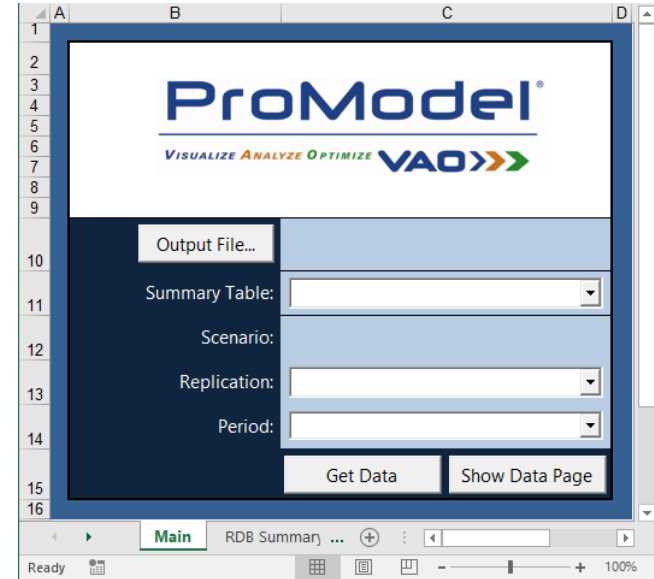 A B C D
1
2
3
4
5
6
7
8
9
ProModel®
VISUALIZE ANALYZE OPTIMIZE VAO
10 Output File...
11 Summary Table:
12 Scenario:
13 Replication:
14 Period:
15 Get Data Show Data Page
16
Main RDB Summary ...
Ready 100%